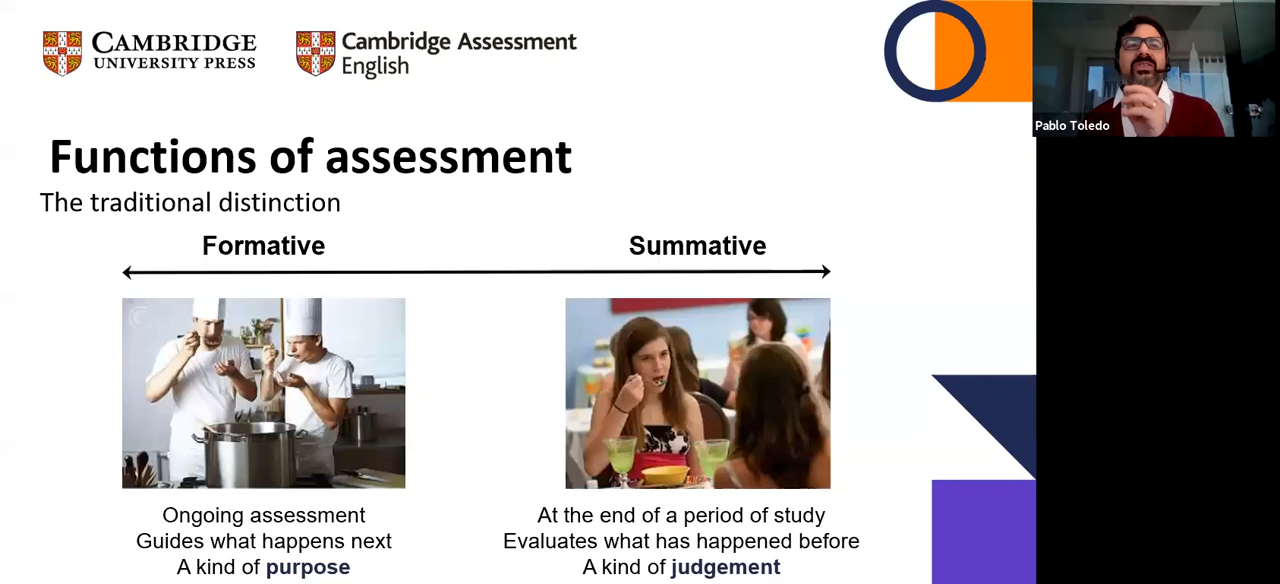 CAMBRIDGE
UNIVERSITY PRESS
Cambridge Assessment
English
Pablo Toledo
Functions of assessment
The traditional distinction
Formative
Summative
Ongoing assessment
Guides what happens next
A kind of purpose
At the end of a period of study
Evaluates what has happened before
A kind of judgement